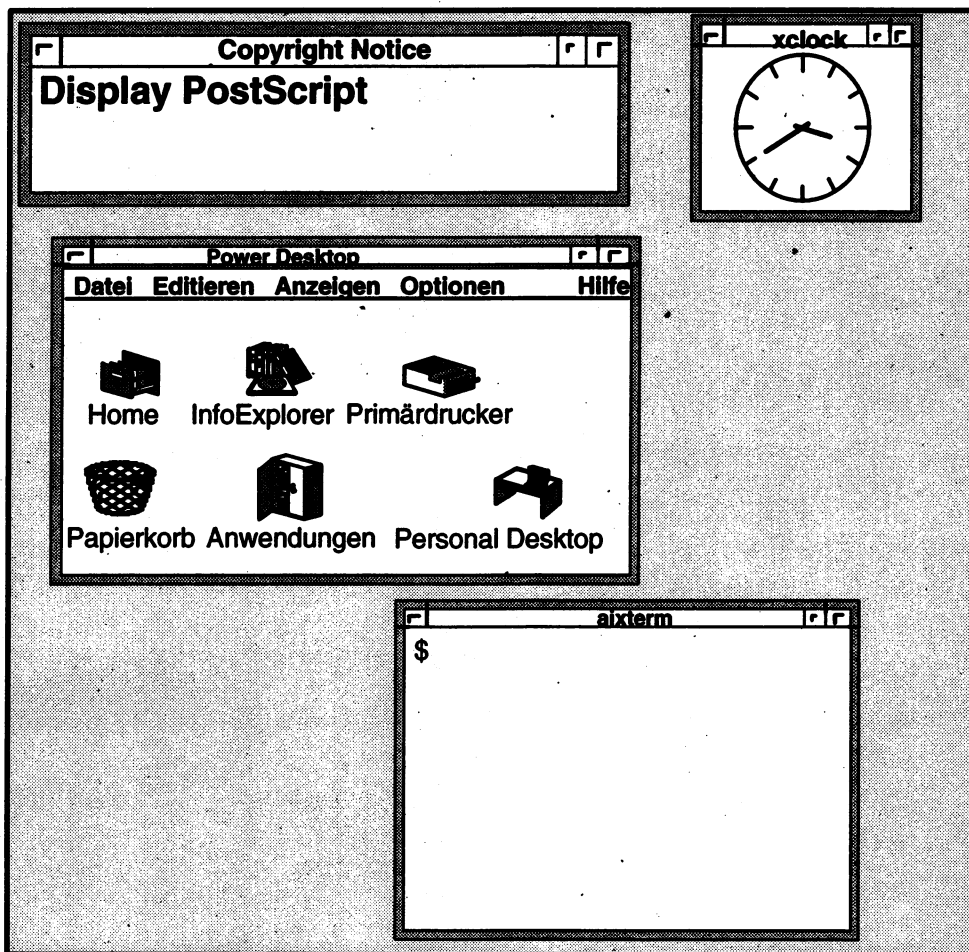 Copyright Notice
Display PostScript
xclock
Power Desktop
Datei Editieren Anzeigen Optionen Hilfe
Home InfoExplorer Primärdrucker
Papierkorb Anwendungen Personal Desktop
aixterm
$